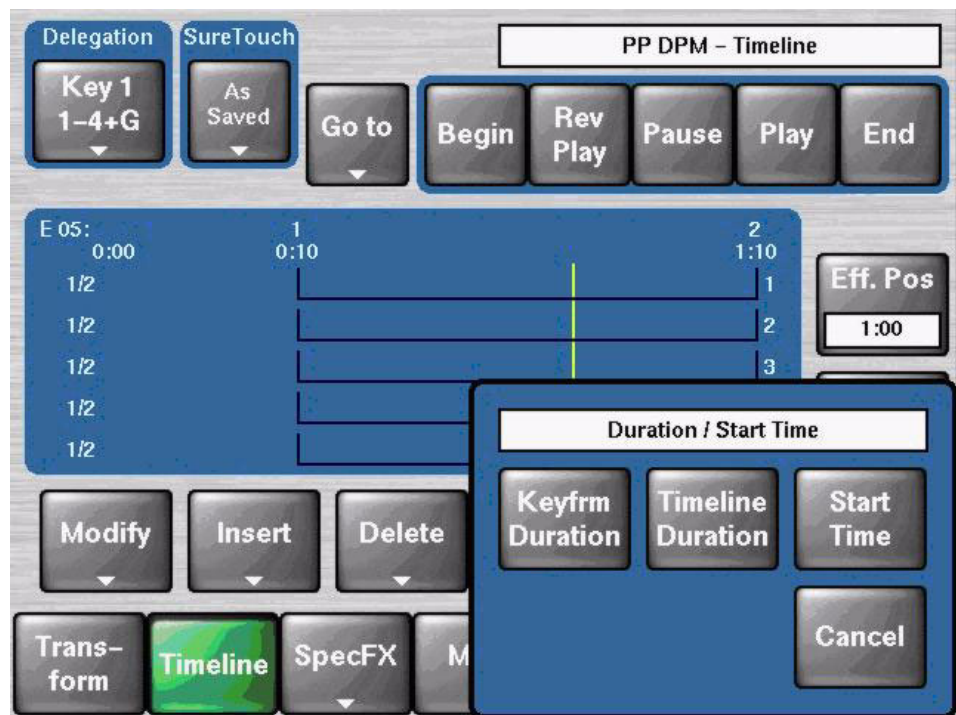 Delegation
SureTouch
PP DPM – Timeline
Key 1
1–4+G
As
Saved
Go to
Begin
Rev
Play
Pause
Play
End
E 05:
1
2
0:00
0:10
1:10
1/2
1
1/2
2
1/2
3
1/2
1/2
Eff. Pos
1:00
Duration / Start Time
Keyfrm
Duration
Timeline
Duration
Start
Time
Cancel
Modify
Insert
Delete
Trans–
form
Timeline
SpecFX
M